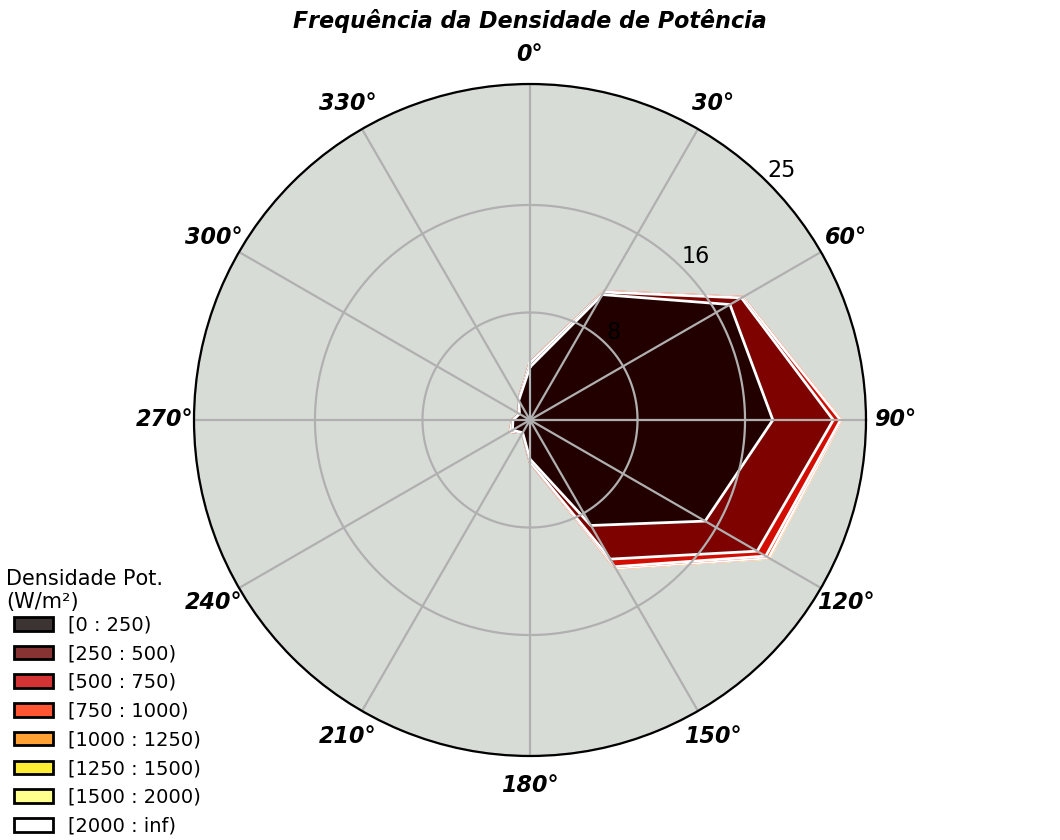 Frequência da Densidade de Potência
0°
330°
30°
25
300°
60°
16
8
270°
90°
240°
120°
210°
150°
180°
Densidade Pot.
(W/m²)
[0 : 250)
[250 : 500)
[500 : 750)
[750 : 1000)
[1000 : 1250)
[1250 : 1500)
[1500 : 2000)
[2000 : inf)